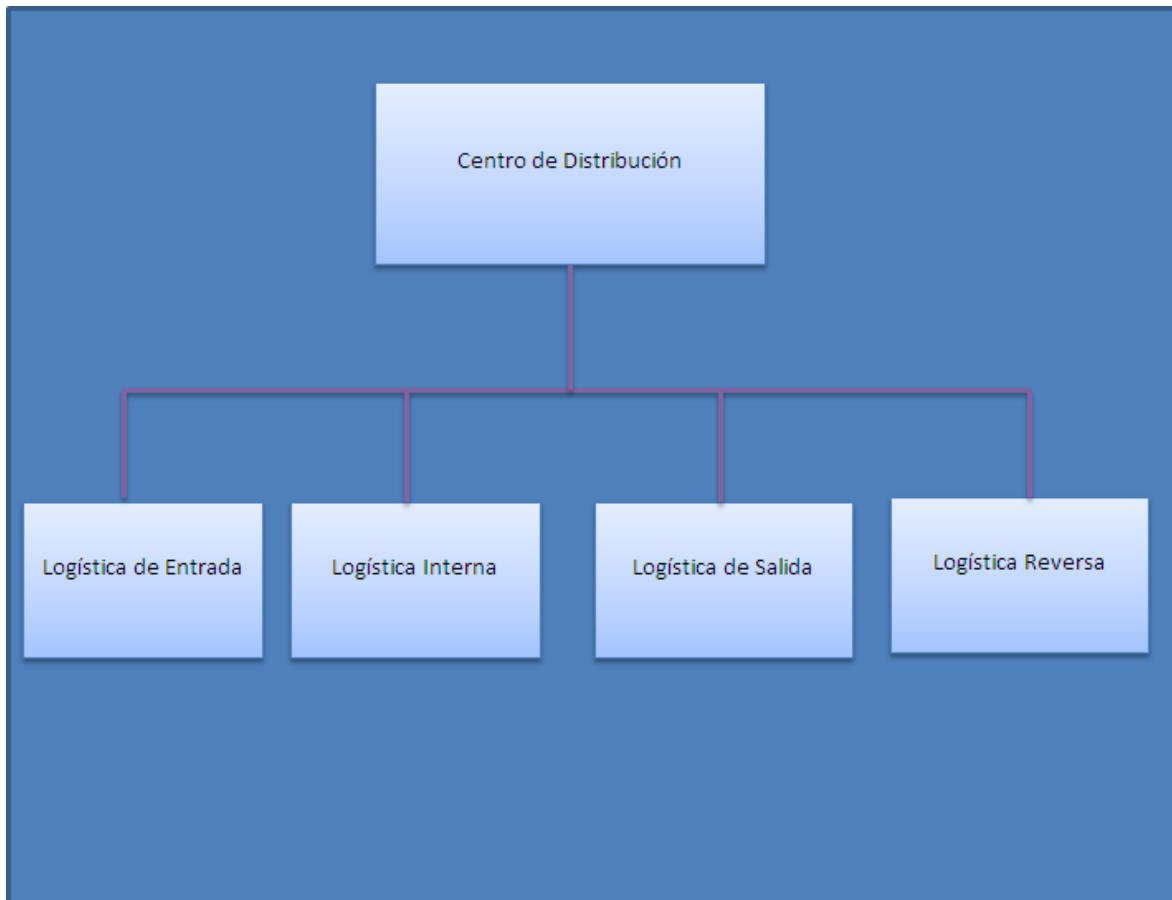 Centro de Distribución
Logística de Entrada
Logística Interna
Logística de Salida
Logística Reversa